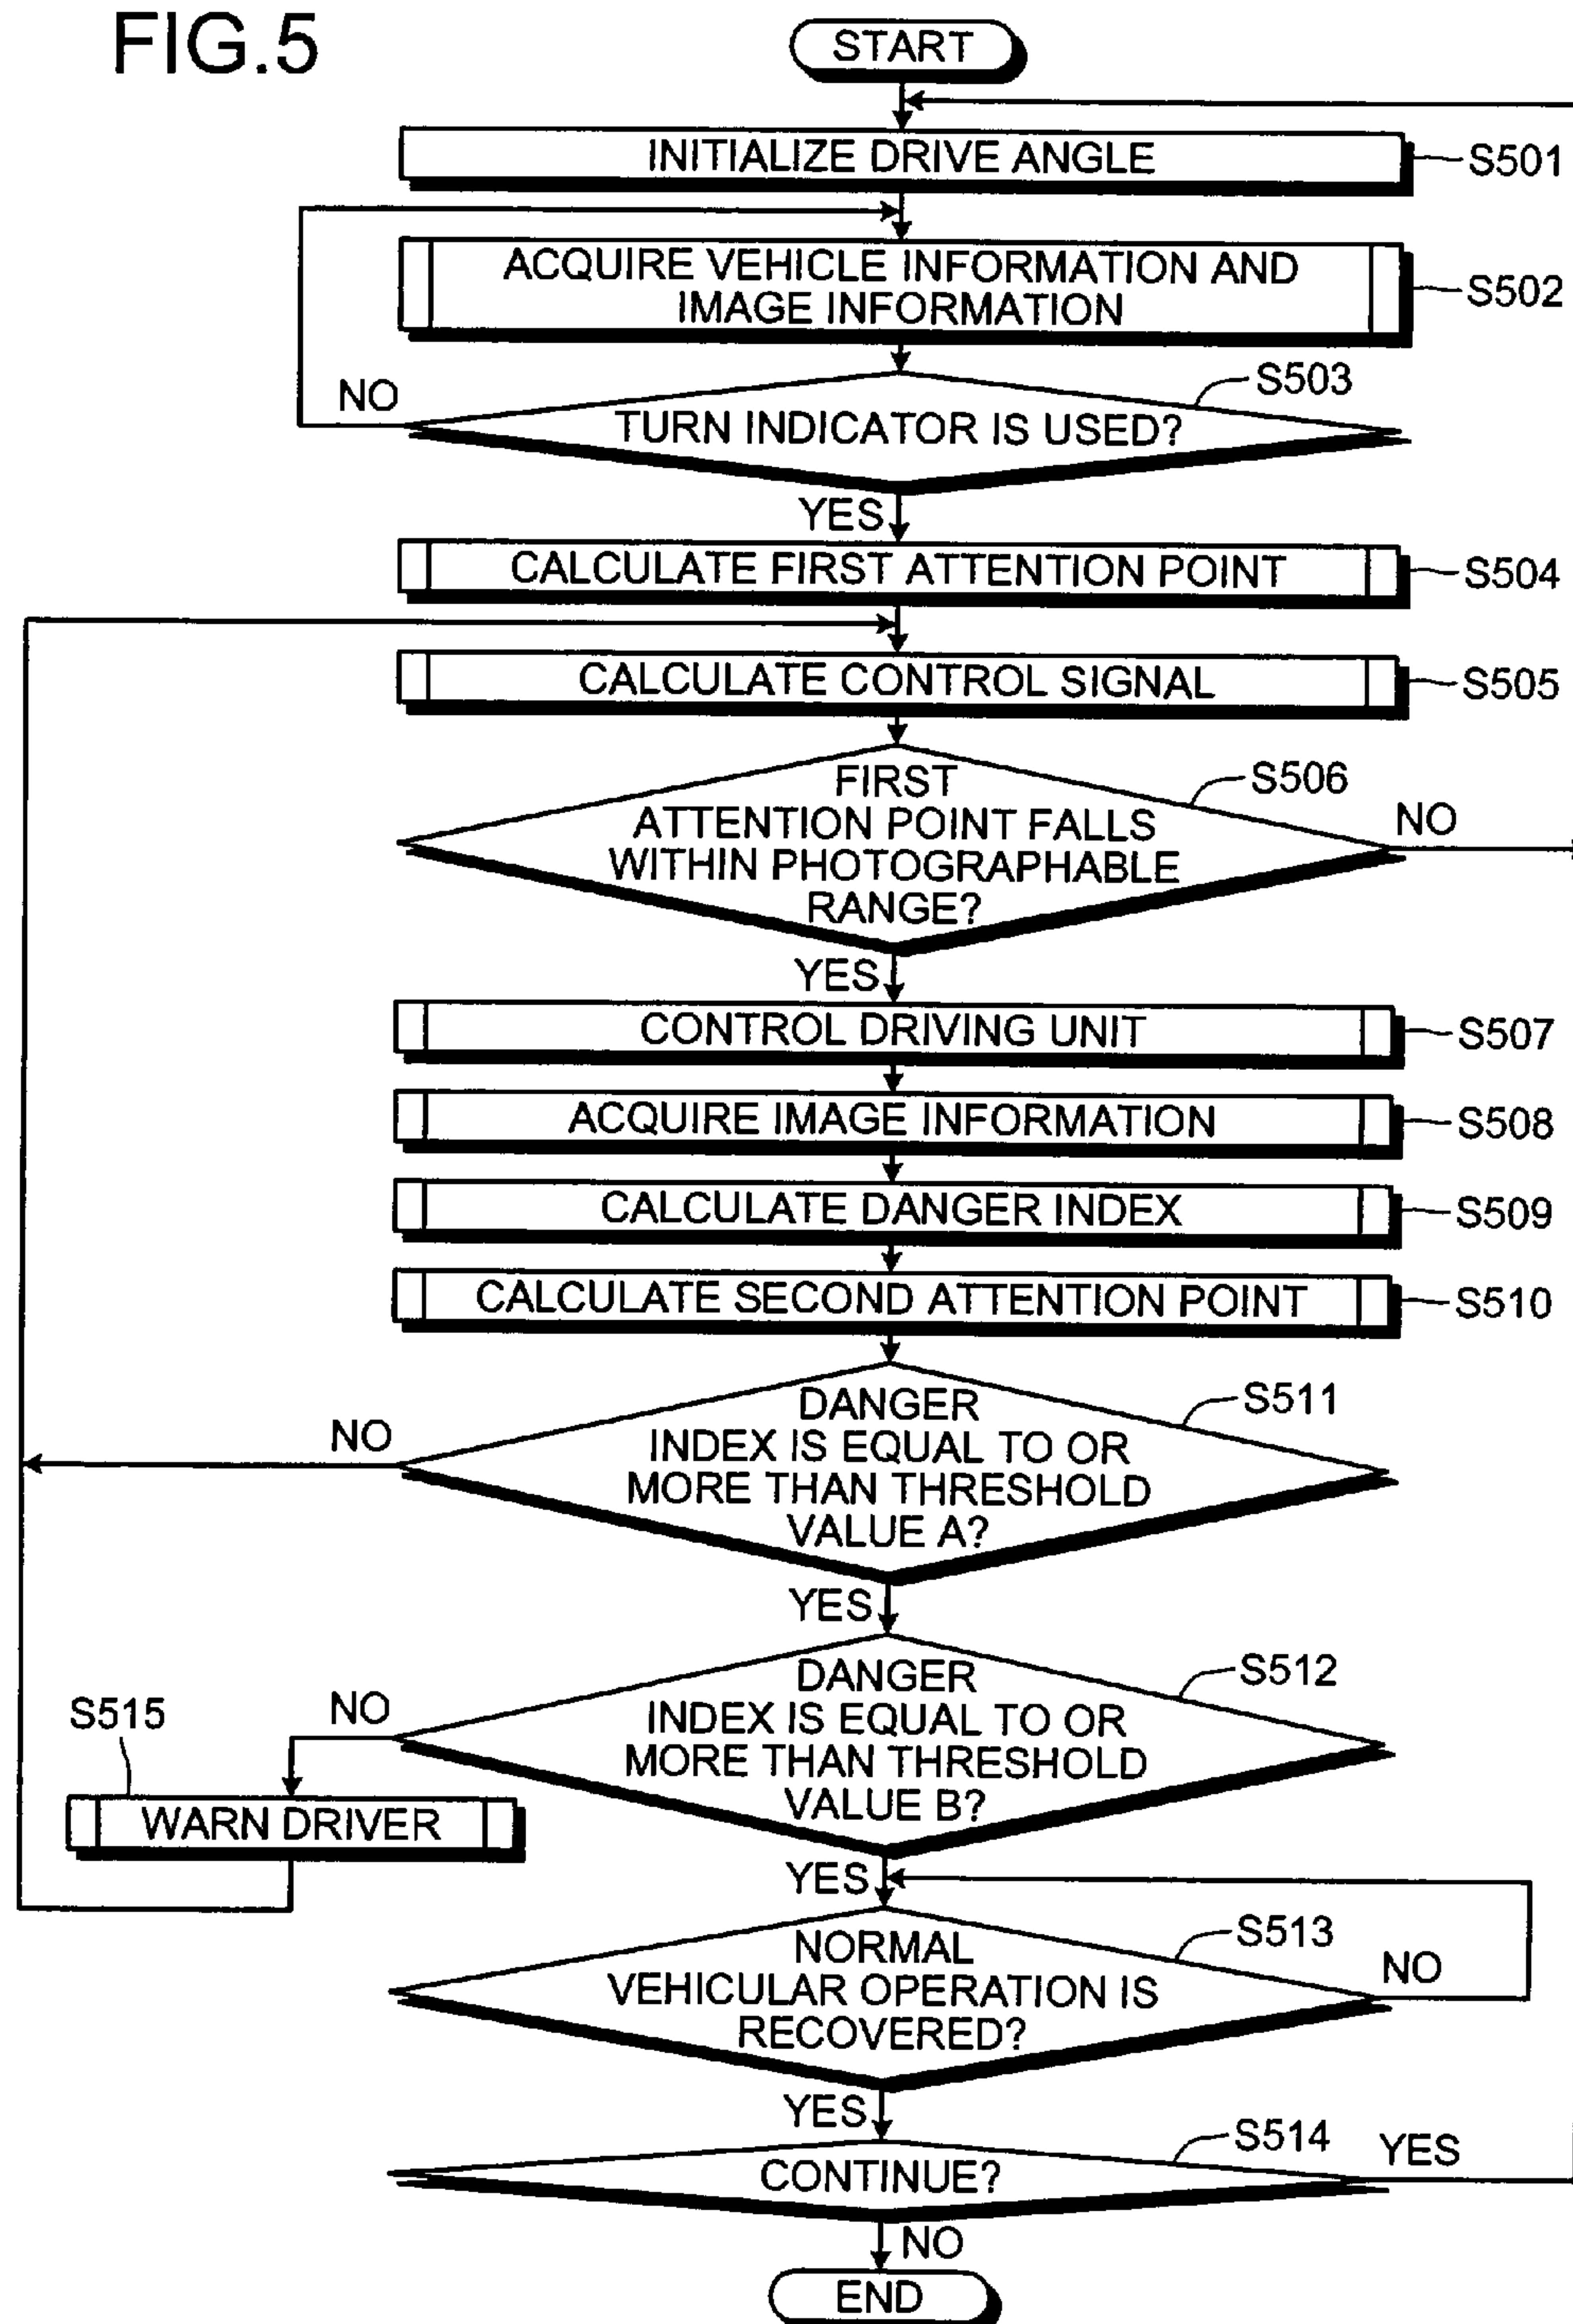 FIG.5
START
INITIALIZE DRIVE ANGLE
S501
ACQUIRE VEHICLE INFORMATION AND
IMAGE INFORMATION
S502
S503
NO
TURN INDICATOR IS USED?
YES
CALCULATE FIRST ATTENTION POINT
S504
CALCULATE CONTROL SIGNAL
S505
FIRST
ATTENTION POINT FALLS
WITHIN PHOTOGRAPHABLE
RANGE?
S506
NO
YES
CONTROL DRIVING UNIT
S507
ACQUIRE IMAGE INFORMATION
S508
CALCULATE DANGER INDEX
S509
CALCULATE SECOND ATTENTION POINT
S510
DANGER
INDEX IS EQUAL TO OR
MORE THAN THRESHOLD
VALUE A?
S511
NO
YES
DANGER
INDEX IS EQUAL TO OR
MORE THAN THRESHOLD
VALUE B?
S512
NO
S515
WARN DRIVER
YES
NORMAL
VEHICULAR OPERATION IS
RECOVERED?
S513
NO
YES
S514
CONTINUE?
YES
NO
END